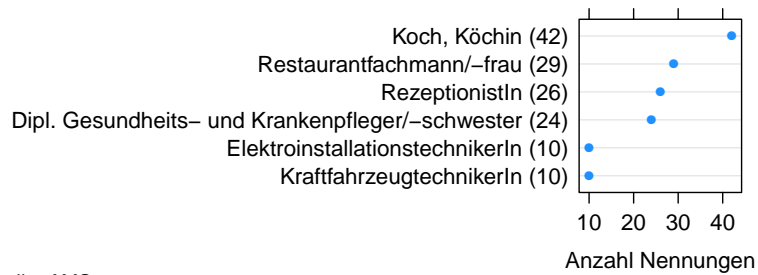 Koch, Köchin (42)
Restaurantfachmann/−frau (29)
RezeptionistIn (26)
Dipl. Gesundheits− und Krankenpfleger/−schwester (24)
ElektroinstallationstechnikerIn (10)
KraftfahrzeugtechnikerIn (10)
10 20 30 40
Anzahl Nennungen